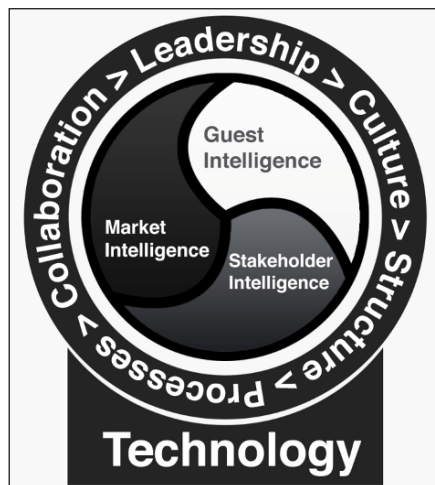 Collaboration > Leadership > Culture > Structure > Processes >
Guest
Intelligence
Market
Intelligence
Stakeholder
Intelligence
Technology